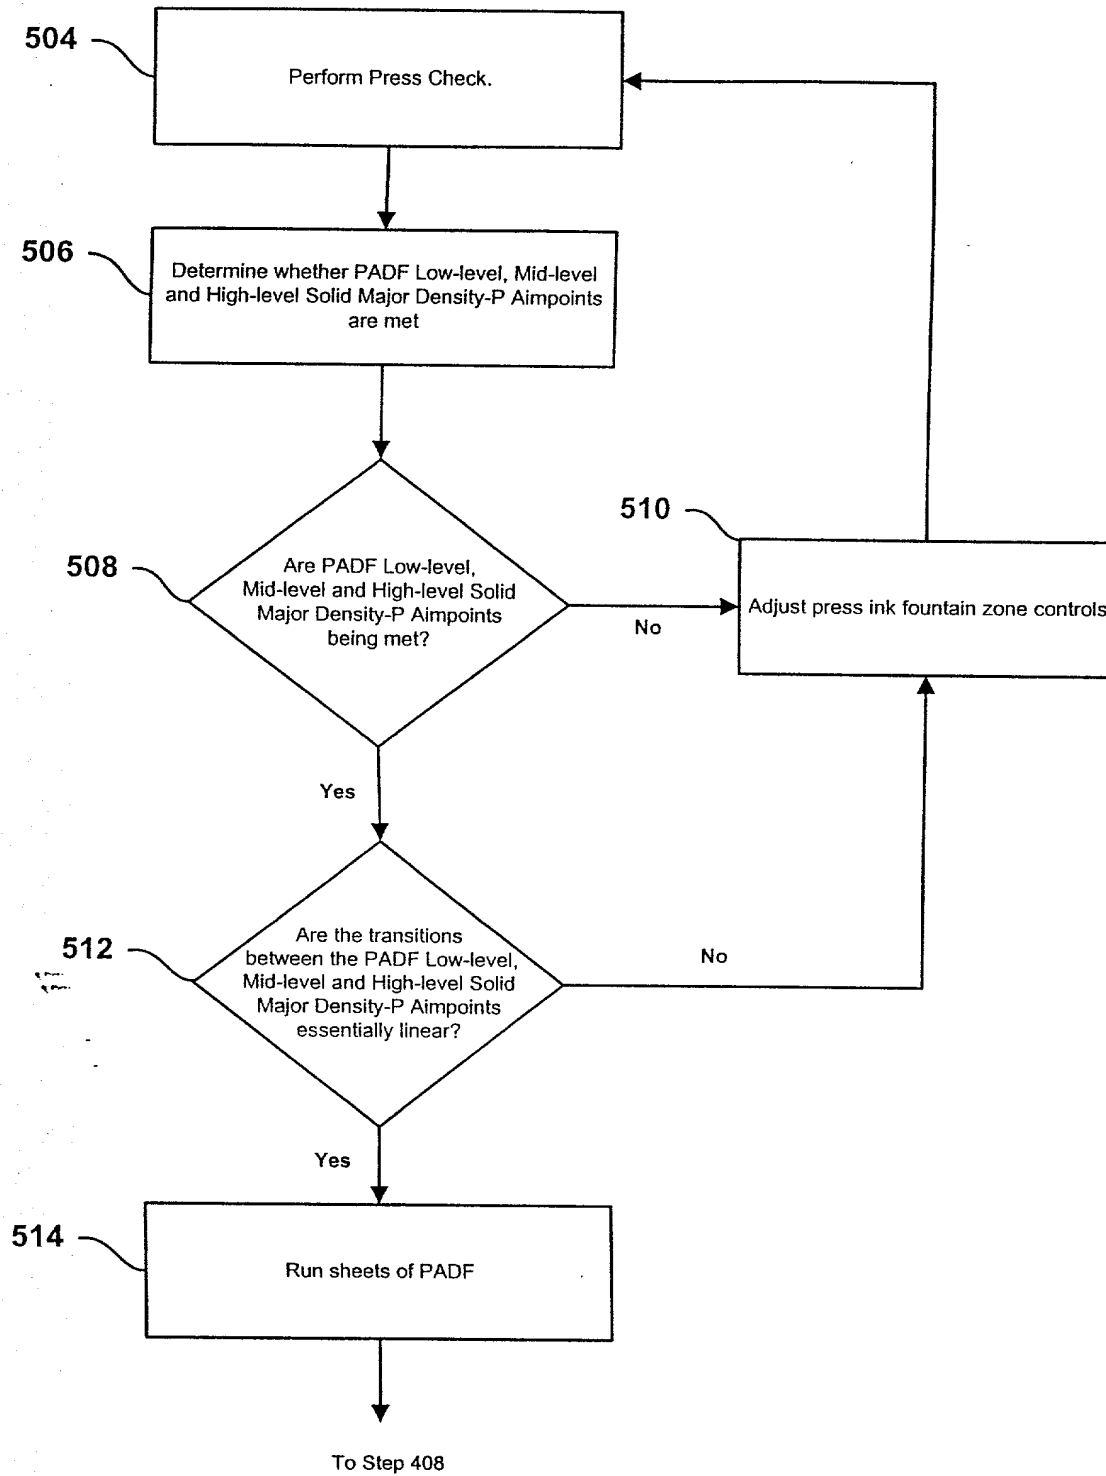 504
Perform Press Check.
506
Determine whether PADF Low-level, Mid-level
and High-level Solid Major Density-P Aimpoints
are met
508
Are PADF Low-level,
Mid-level and High-level Solid
Major Density-P Aimpoints
being met?
No
510
Adjust press ink fountain zone controls
Yes
512
Are the transitions
between the PADF Low-level,
Mid-level and High-level Solid
Major Density-P Aimpoints
essentially linear?
No
Yes
514
Run sheets of PADF
To Step 408